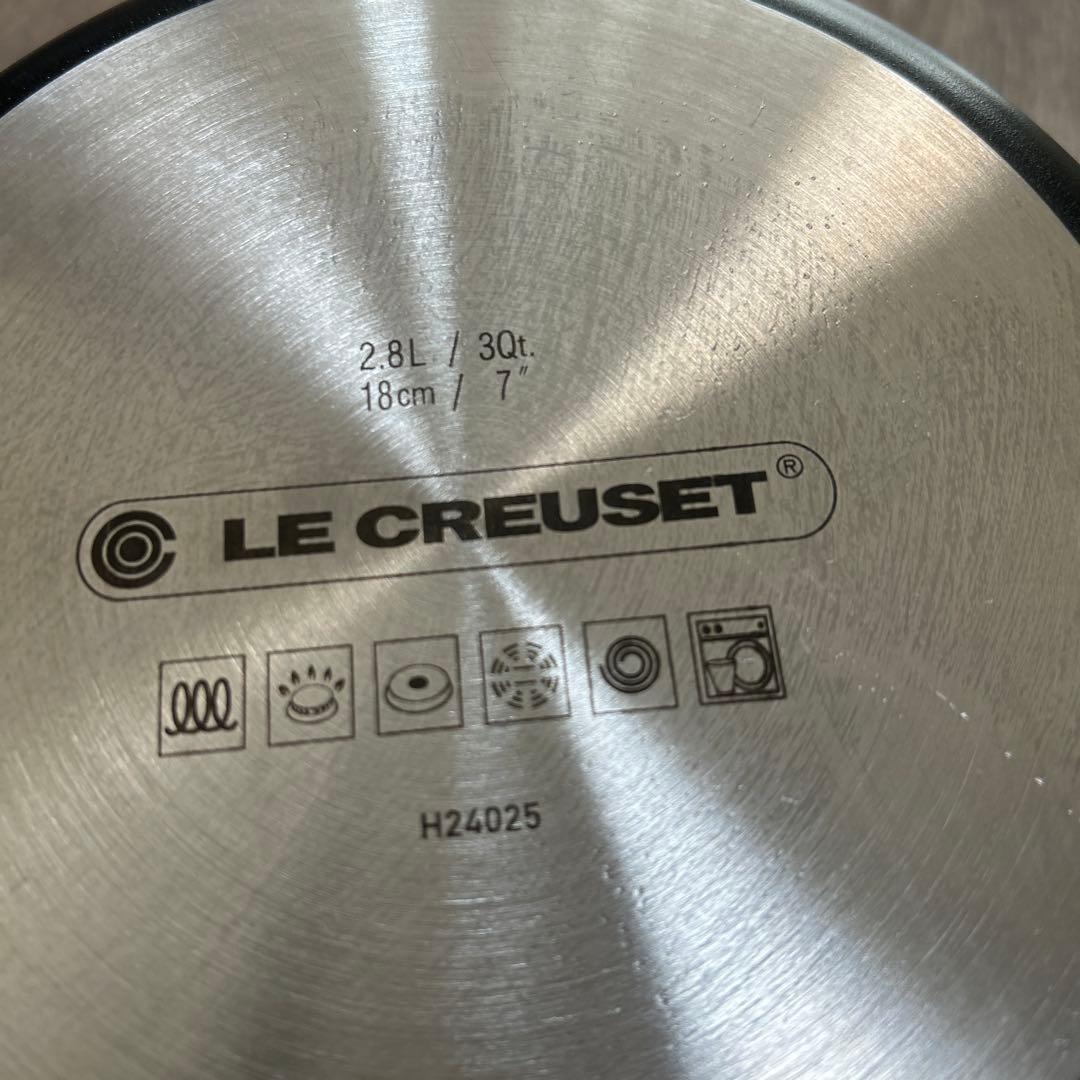 2.8L / 3Qt.
18cm / 7"
LE CREUSET®
H24025